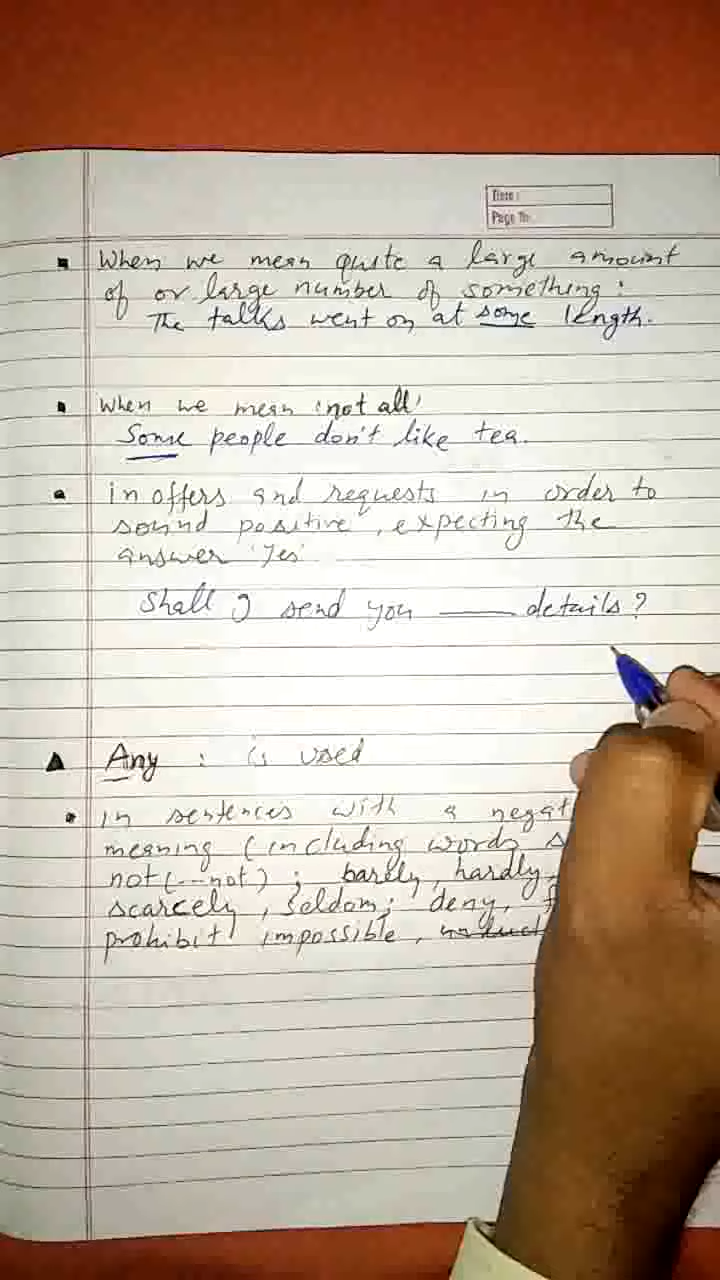 Date:
Page No.
When we mean quite a large amount
of or large number of something:
The talks went on at some length.
When we mean 'not all'
Some people don't like tea.
in offers and requests in order to
sound positive, expecting the
answer 'Yes'
Shall I send you ____ details?
Any : is used
in sentences with a negat
meaning (including words s
not (---not) ; barely, hardly,
scarcely, seldom; deny, f
prohibit impossible,